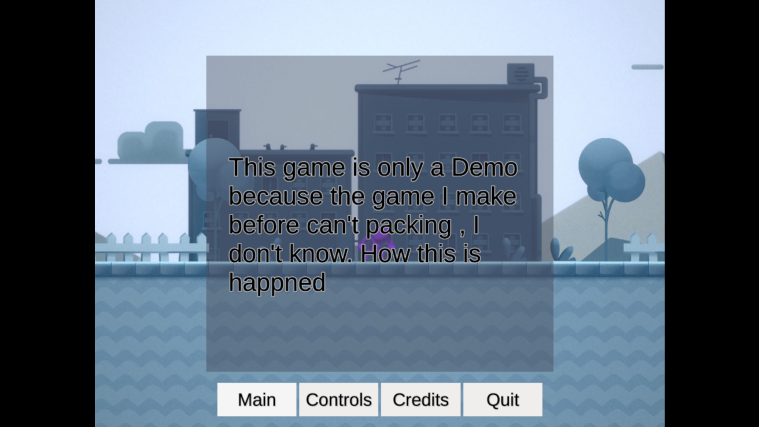 This game is only a Demo
because the game I make
before can't packing , I
don't know. How this is
happned
Main
Controls
Credits
Quit